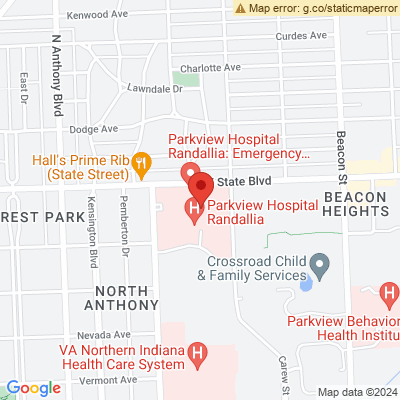 Map error: g.co/staticmaperror
Kenwood Ave
Curdes Ave
N Anthony Blvd
Charlotte Ave
East Dr
Lawndale Dr
Dodge Ave
Beacon St
Parkview Hospital
Randallia: Emergency...
Hall's Prime Rib
(State Street)
State Blvd
Parkview Hospital
Randallia
BEACON
HEIGHTS
REST PARK
Kensington Blvd
Pemberton Dr
Crossroad Child
& Family Services
NORTH
ANTHONY
Parkview Behavior
Health Institu
Nevada Ave
VA Northern Indiana
Health Care System
Carew St
Vermont Ave
Google
Map data ©2024